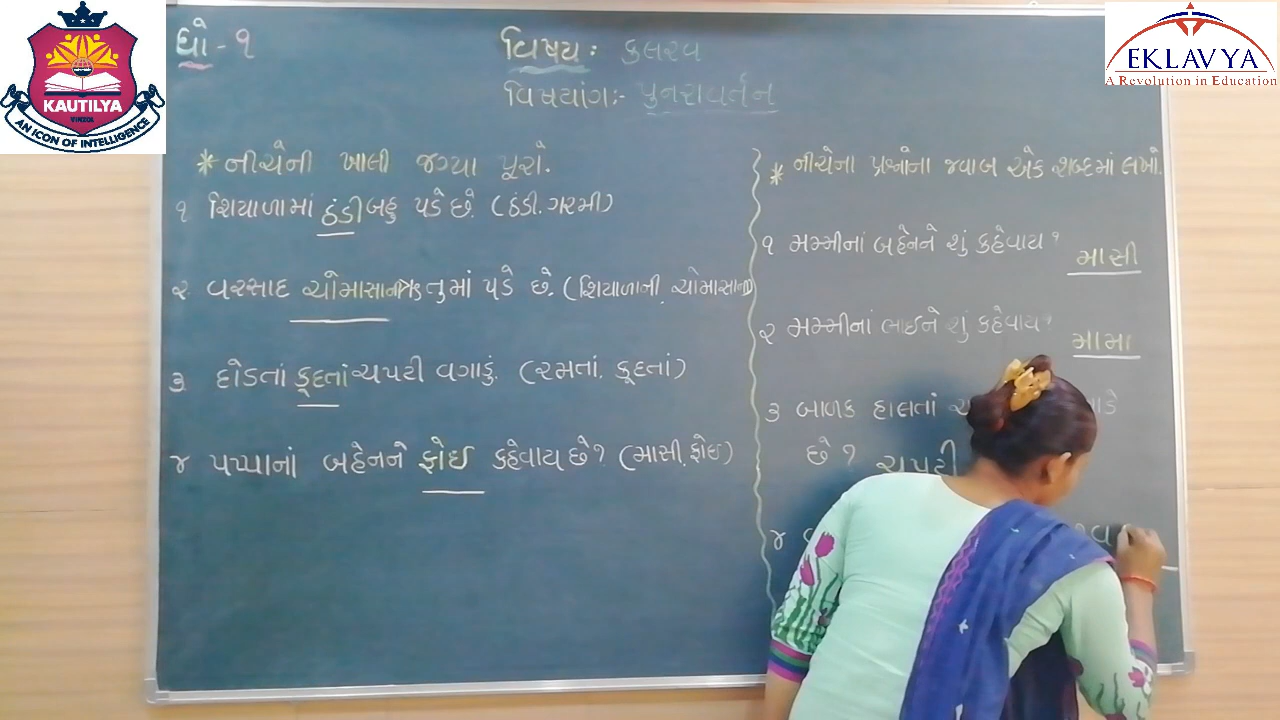 KAUTILYA
VINZOL
AN ICON OF INTELLIGENCE
EKLAVYA
A Revolution in Education
ધો - ૧
વિષય : કલરવ
વિષયાંગ:- પુનરાવર્તન
* નીચેની ખાલી જગ્યા પૂરો.
૧ શિયાળામાં ઠંડી બહુ પડે છે. (ઠંડી. ગરમી)
૨ વરસાદ ચોમાસાની ઋતુમાં પડે છે. (શિયાળાની, ચોમાસાની)
૩ દોડતાં કૂદતાં ચપટી વગાડું. (રમતાં. કૂદતાં)
૪ પપ્પાનાં બહેનને ફોઈ કહેવાય છે? (માસી, ફોઈ)
* નીચેના પ્રશ્નોના જવાબ એક શબ્દમાં લખો.
૧ મમ્મીનાં બહેનને શું કહેવાય? માસી
૨ મમ્મીનાં ભાઈને શું કહેવાય? મામા
૩ બાળક હાલતાં
છે? ચપટી
૪